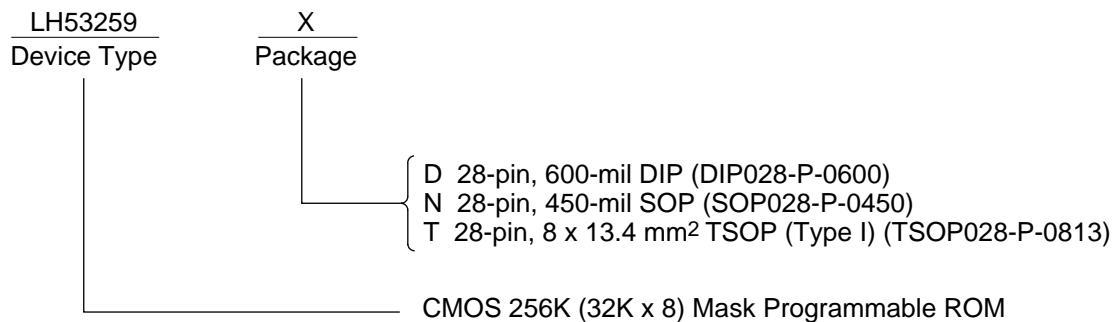 LH53259 X
Device Type Package
D 28-pin, 600-mil DIP (DIP028-P-0600)
N 28-pin, 450-mil SOP (SOP028-P-0450)
T 28-pin, 8 x 13.4 mm2 TSOP (Type I) (TSOP028-P-0813)
CMOS 256K (32K x 8) Mask Programmable ROM